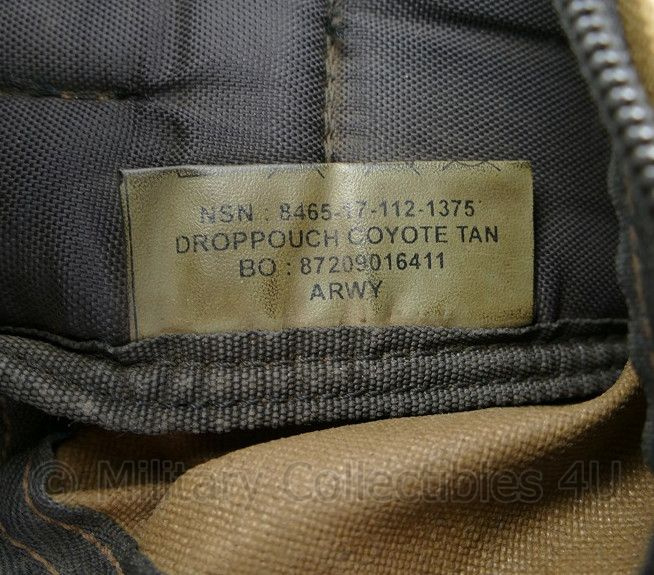 NSN : 8465-17-112-1375
DROPPOUCH COYOTE TAN
BO : 87209016411
ARWY
© Military Collectibles 4U